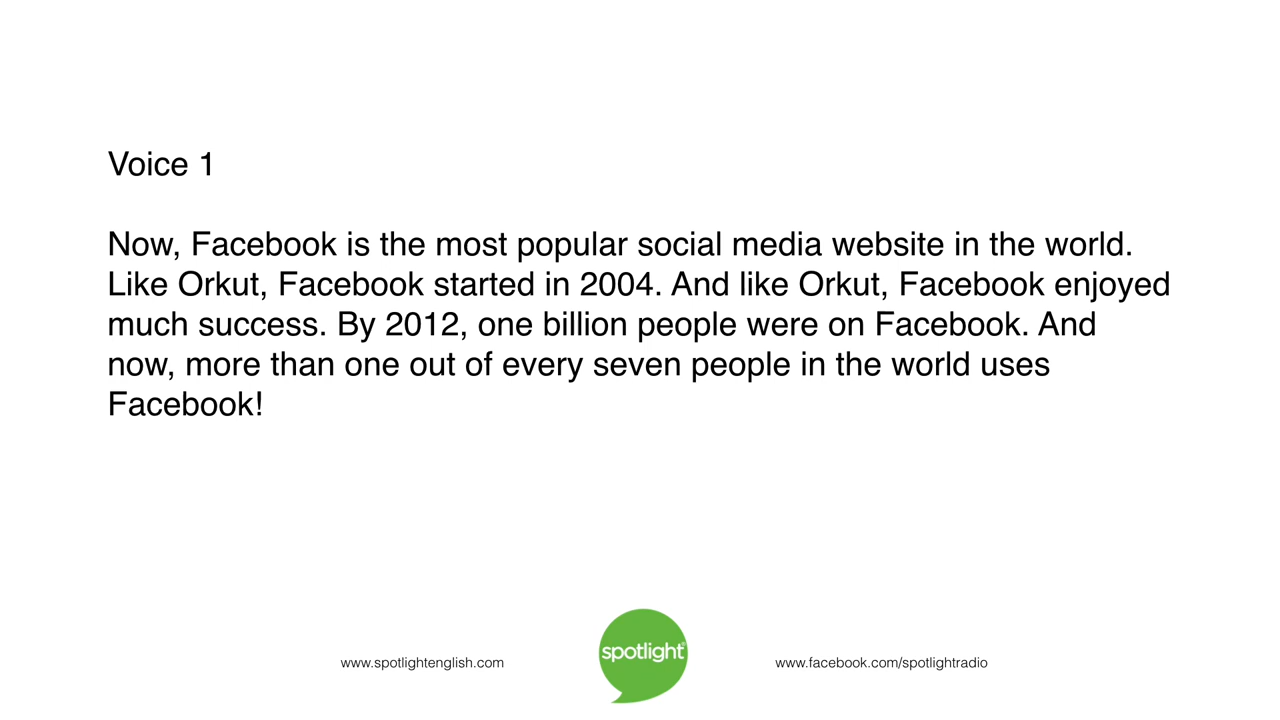 Voice 1
Now, Facebook is the most popular social media website in the world.
Like Orkut, Facebook started in 2004. And like Orkut, Facebook enjoyed
much success. By 2012, one billion people were on Facebook. And
now, more than one out of every seven people in the world uses
Facebook!
www.spotlightenglish.com
spotlight®
www.facebook.com/spotlightradio